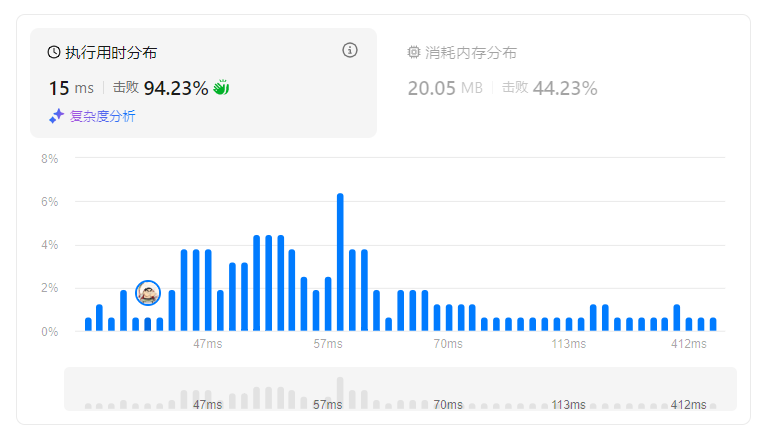 执行用时分布
15 ms 击败 94.23%
复杂度分析
消耗内存分布
20.05 MB 击败 44.23%
8%
6%
4%
2%
0%
47ms 57ms 70ms 113ms 412ms
47ms 57ms 70ms 113ms 412ms